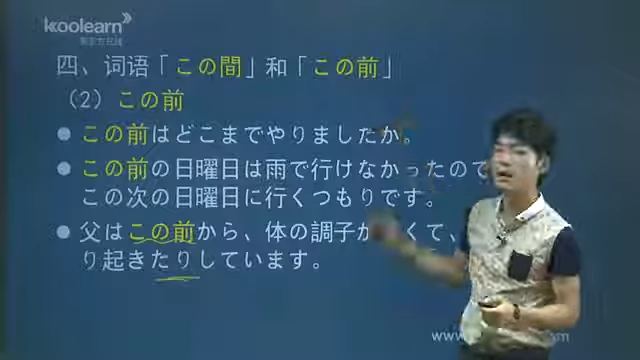 koolearn
四、词语「この間」和「この前」
（2）この前
● この前はどこまでやりましたか。
● この前の日曜日は雨で行けなかったので
この次の日曜日に行くつもりです。
● 父はこの前から、体の調子が くて、
り起きたりしています。
www.